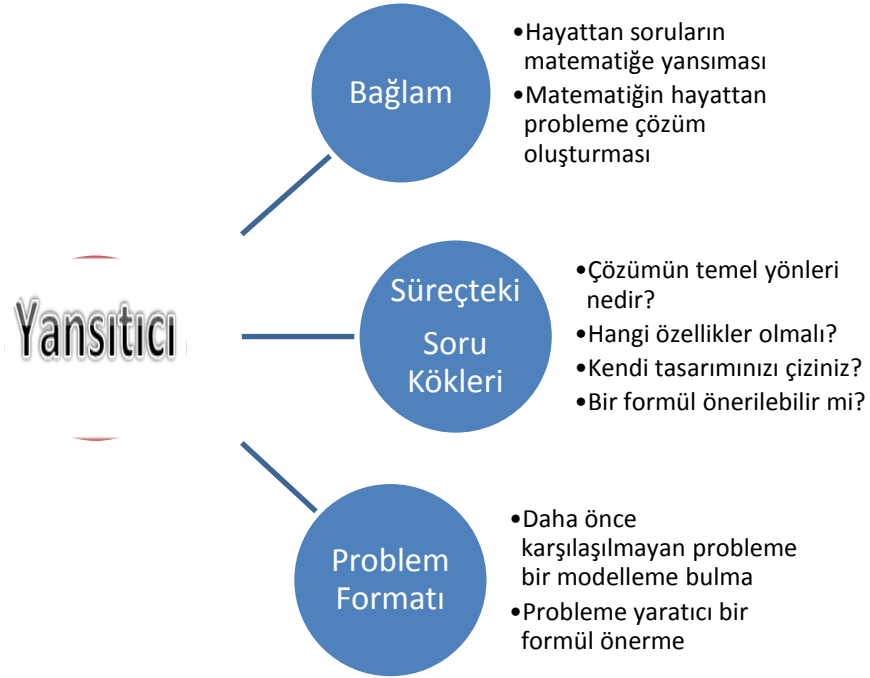 Bağlam
•Hayattan soruların
matematiğe yansıması
•Matematiğin hayattan
probleme çözüm
oluşturması
Yansıtıcı
Süreçteki
Soru
Kökleri
•Çözümün temel yönleri
nedir?
•Hangi özellikler olmalı?
•Kendi tasarımınızı çiziniz?
•Bir formül önerilebilir mi?
Problem
Formatı
•Daha önce
karşılaşılmayan probleme
bir modelleme bulma
•Probleme yaratıcı bir
formül önerme